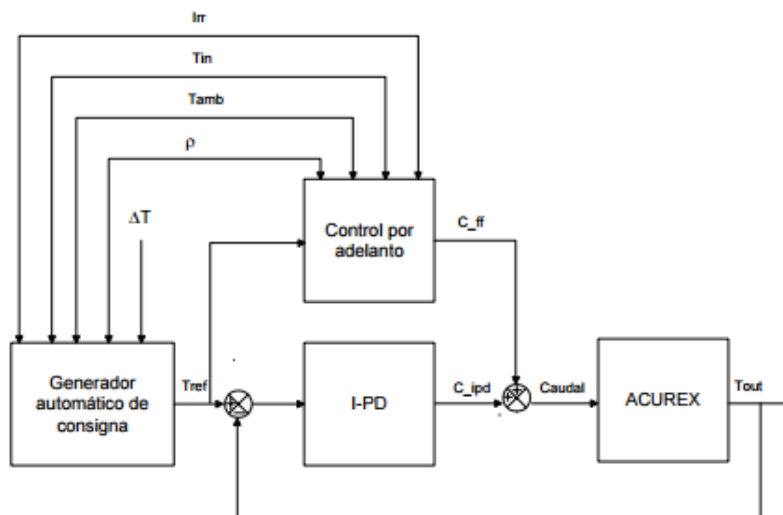 Irr
Tin
Tamb
ρ
ΔT
Control por
adelanto
C_ff
Generador
automático de
consigna
Tref
I-PD
C_ipd
Caudal
ACUREX
Tout